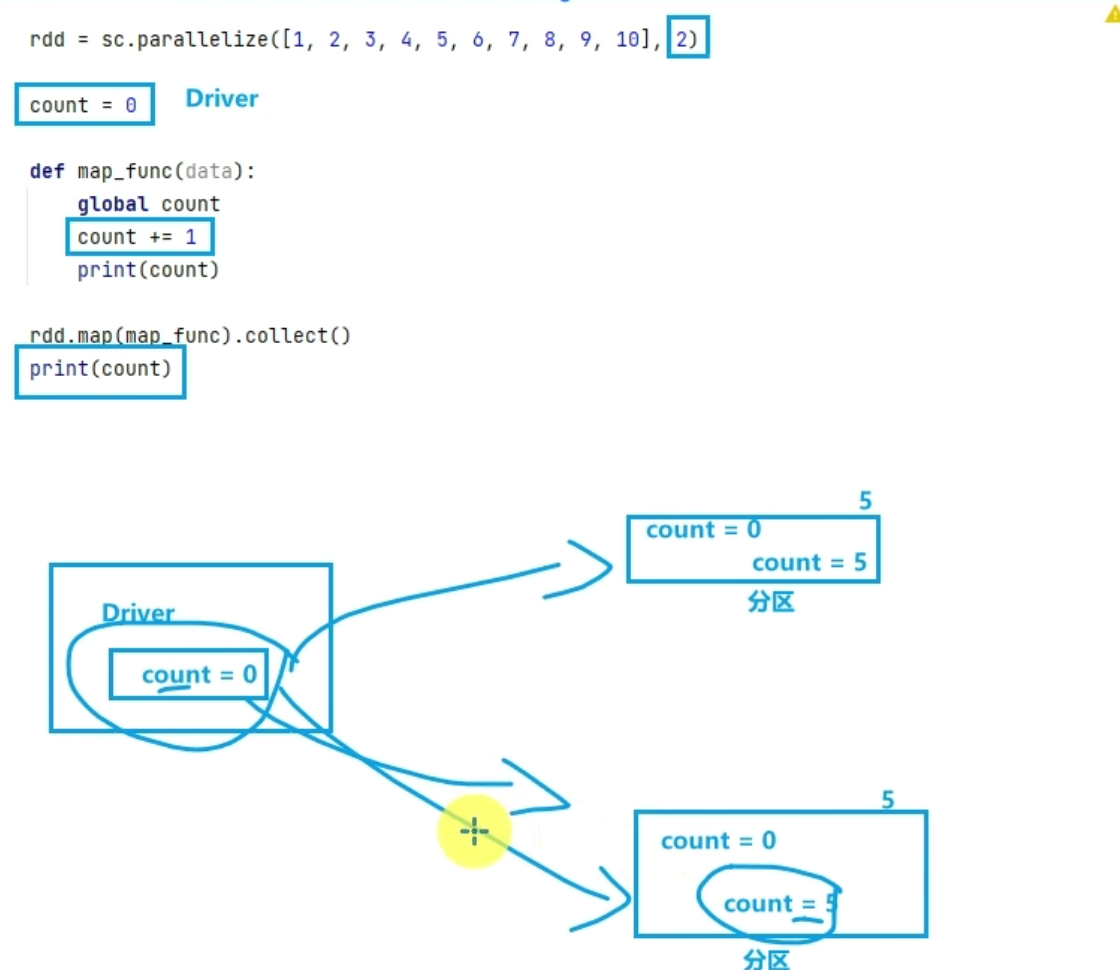 rdd = sc.parallelize([1, 2, 3, 4, 5, 6, 7, 8, 9, 10], 2)
count = 0 Driver
def map_func(data):
global count
count += 1
print(count)
rdd.map(map_func).collect()
print(count)
5
count = 0
count = 5
分区
Driver
count = 0
5
count = 0
count = 5
分区